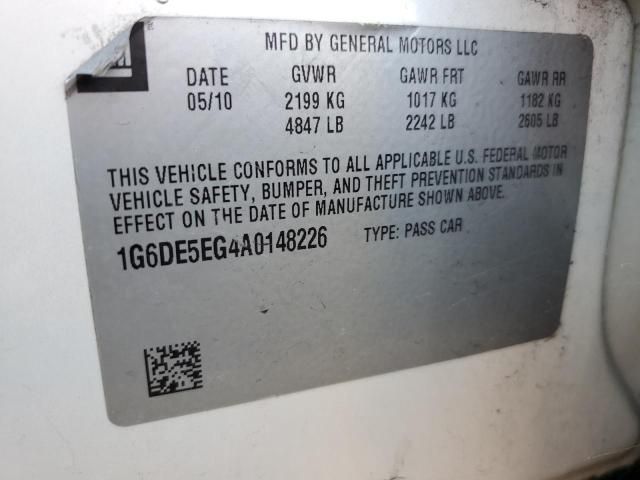 MFD BY GENERAL MOTORS LLC
DATE GVWR GAWR FRT GAWR RR
05/10 2199 KG 1017 KG 1182 KG
4847 LB 2242 LB 2605 LB
THIS VEHICLE CONFORMS TO ALL APPLICABLE U.S. FEDERAL MOTOR
VEHICLE SAFETY, BUMPER, AND THEFT PREVENTION STANDARDS IN
EFFECT ON THE DATE OF MANUFACTURE SHOWN ABOVE.
1G6DE5EG4A0148226 TYPE: PASS CAR